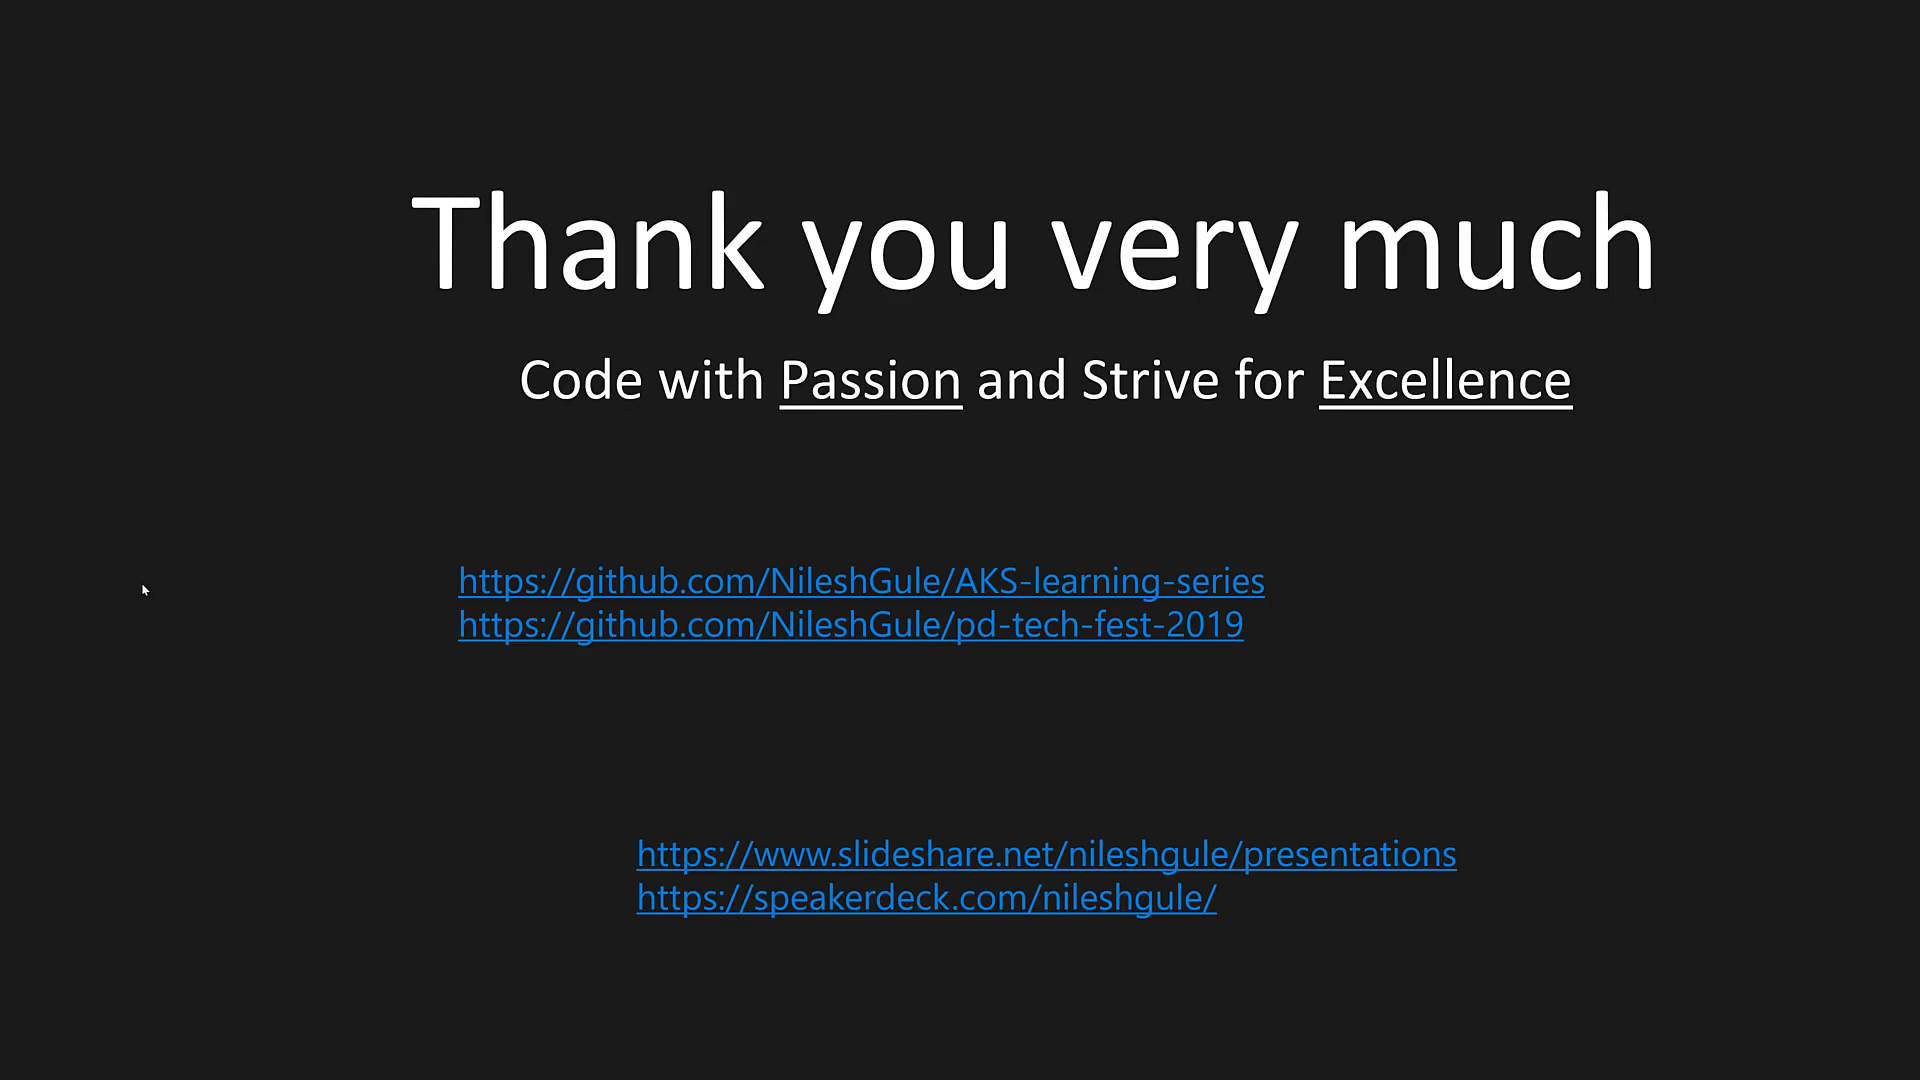 Thank you very much
Code with Passion and Strive for Excellence
https://github.com/NileshGule/AKS-learning-series
https://github.com/NileshGule/pd-tech-fest-2019
https://www.slideshare.net/nileshgule/presentations
https://speakerdeck.com/nileshgule/